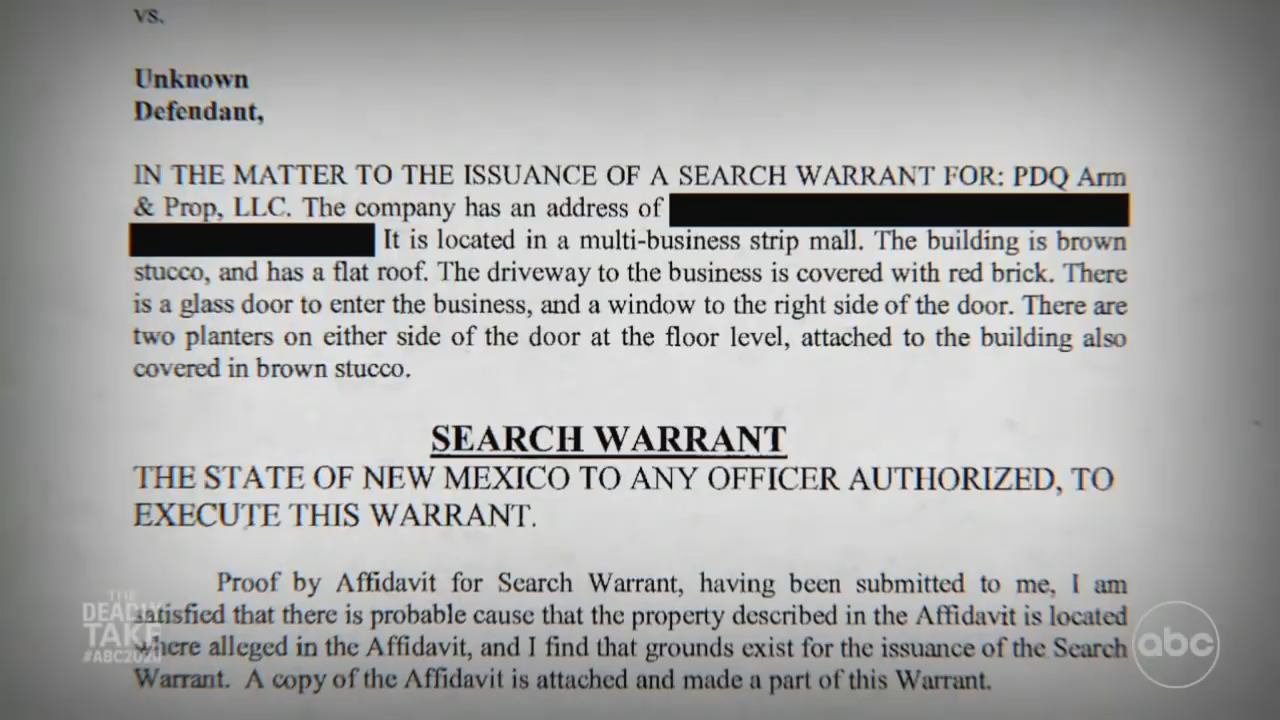 vs.
Unknown
Defendant,
IN THE MATTER TO THE ISSUANCE OF A SEARCH WARRANT FOR: PDQ Arm
& Prop, LLC. The company has an address of
It is located in a multi-business strip mall. The building is brown
stucco, and has a flat roof. The driveway to the business is covered with red brick. There
is a glass door to enter the business, and a window to the right side of the door. There are
two planters on either side of the door at the floor level, attached to the building also
covered in brown stucco.
SEARCH WARRANT
THE STATE OF NEW MEXICO TO ANY OFFICER AUTHORIZED, TO
EXECUTE THIS WARRANT.
Proof by Affidavit for Search Warrant, having been submitted to me, I am
satisfied that there is probable cause that the property described in the Affidavit is located
where alleged in the Affidavit, and I find that grounds exist for the issuance of the Search
Warrant. A copy of the Affidavit is attached and made a part of this Warrant.
THE
DEADLY
TAKE
#ABC2020
abc